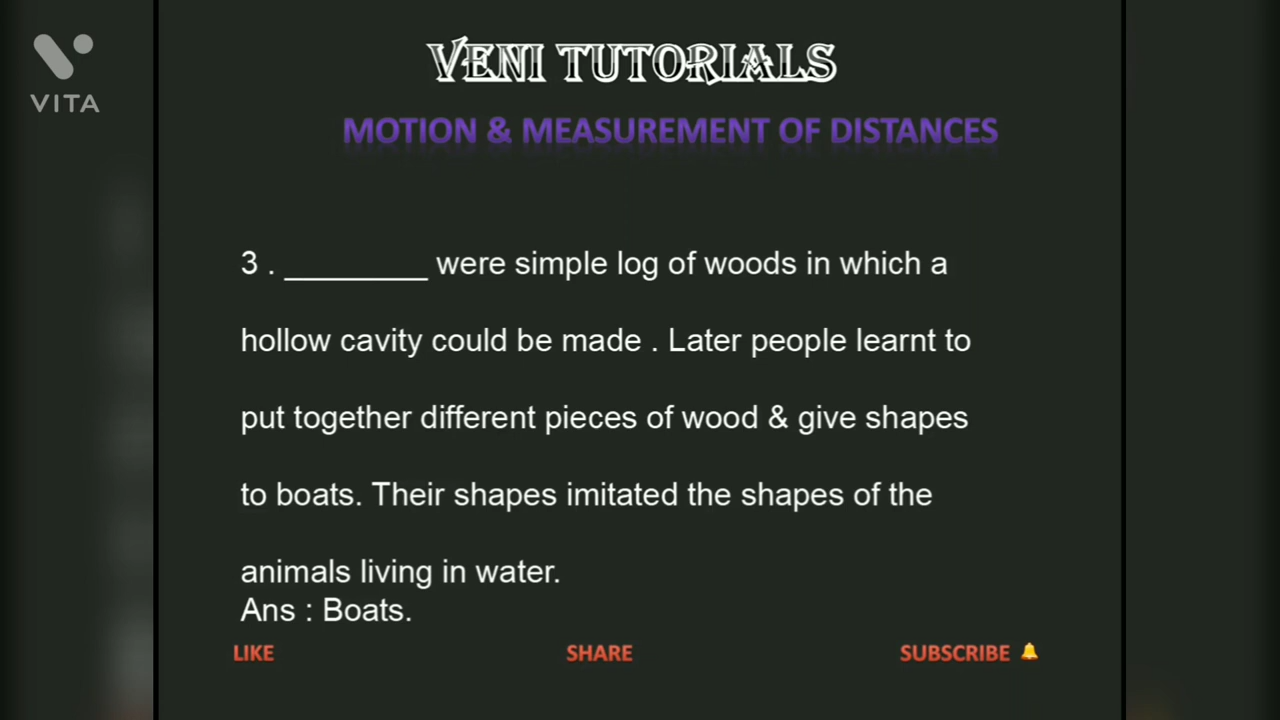 VITA
VENI TUTORIALS
MOTION & MEASUREMENT OF DISTANCES
3 . ________ were simple log of woods in which a
hollow cavity could be made . Later people learnt to
put together different pieces of wood & give shapes
to boats. Their shapes imitated the shapes of the
animals living in water.
Ans : Boats.
LIKE SHARE SUBSCRIBE 🔔